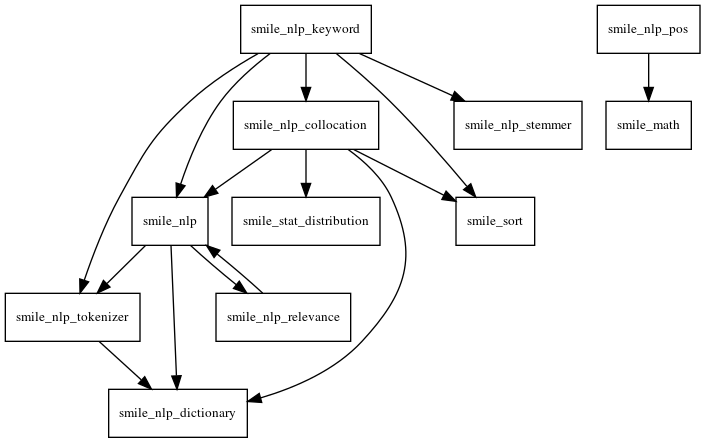 smile_nlp_keyword
smile_nlp_pos
smile_nlp_collocation
smile_nlp_stemmer
smile_math
smile_nlp
smile_stat_distribution
smile_sort
smile_nlp_tokenizer
smile_nlp_relevance
smile_nlp_dictionary